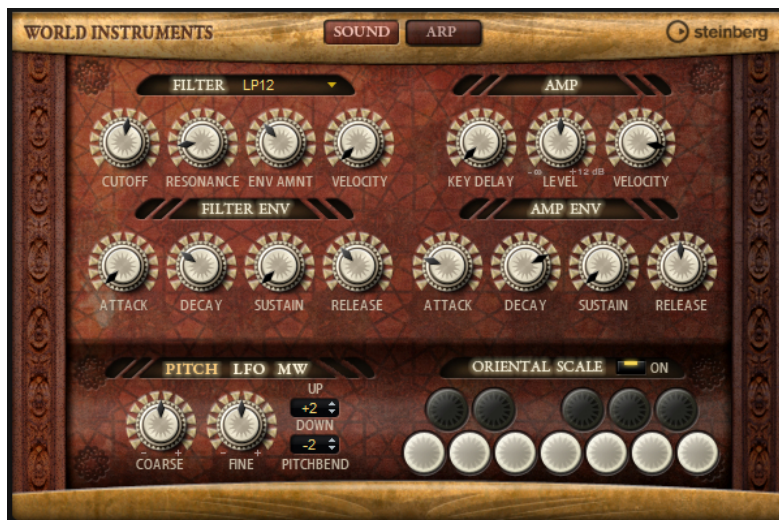 WORLD INSTRUMENTS SOUND ARP steinberg
FILTER LP12 AMP
CUTOFF RESONANCE ENV AMNT VELOCITY KEY DELAY -∞ LEVEL +12 dB VELOCITY
FILTER ENV AMP ENV
ATTACK DECAY SUSTAIN RELEASE ATTACK DECAY SUSTAIN RELEASE
PITCH LFO MW ORIENTAL SCALE ON
UP
+2
DOWN
-2
- + - +
COARSE FINE PITCHBEND